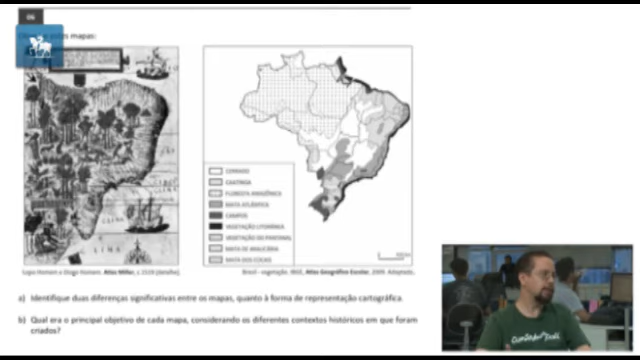 06
mapas:
CERRADO
CAATINGA
FLORESTA AMAZÔNICA
MATA ATLÂNTICA
CAMPOS
VEGETAÇÃO LITORÂNEA
VEGETAÇÃO DO PANTANAL
MATA DE ARAUCÁRIA
MATA DOS COCAIS
Lopo Homem e Diogo Homem. Atlas Miller, c.1519 (detalhe).
Brasil - vegetação. IBGE, Atlas Geográfico Escolar, 2009. Adaptado.
a) Identifique duas diferenças significativas entre os mapas, quanto à forma de representação cartográfica.
b) Qual era o principal objetivo de cada mapa, considerando os diferentes contextos históricos em que foram
criados?